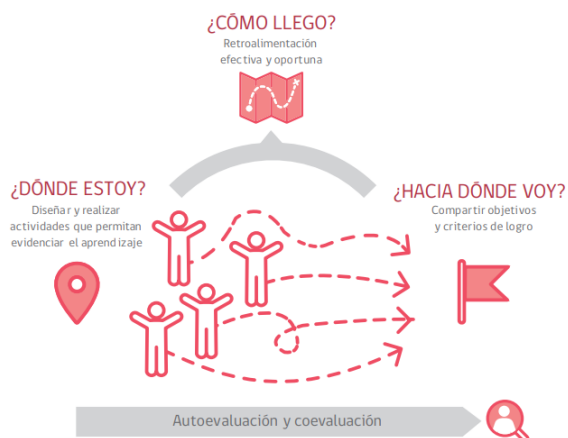 ¿CÓMO LLEGO?
Retroalimentación
efectiva y oportuna
¿DÓNDE ESTOY?
Diseñar y realizar
actividades que permitan
evidenciar el aprendizaje
¿HACIA DÓNDE VOY?
Compartir objetivos
y criterios de logro
Autoevaluación y coevaluación